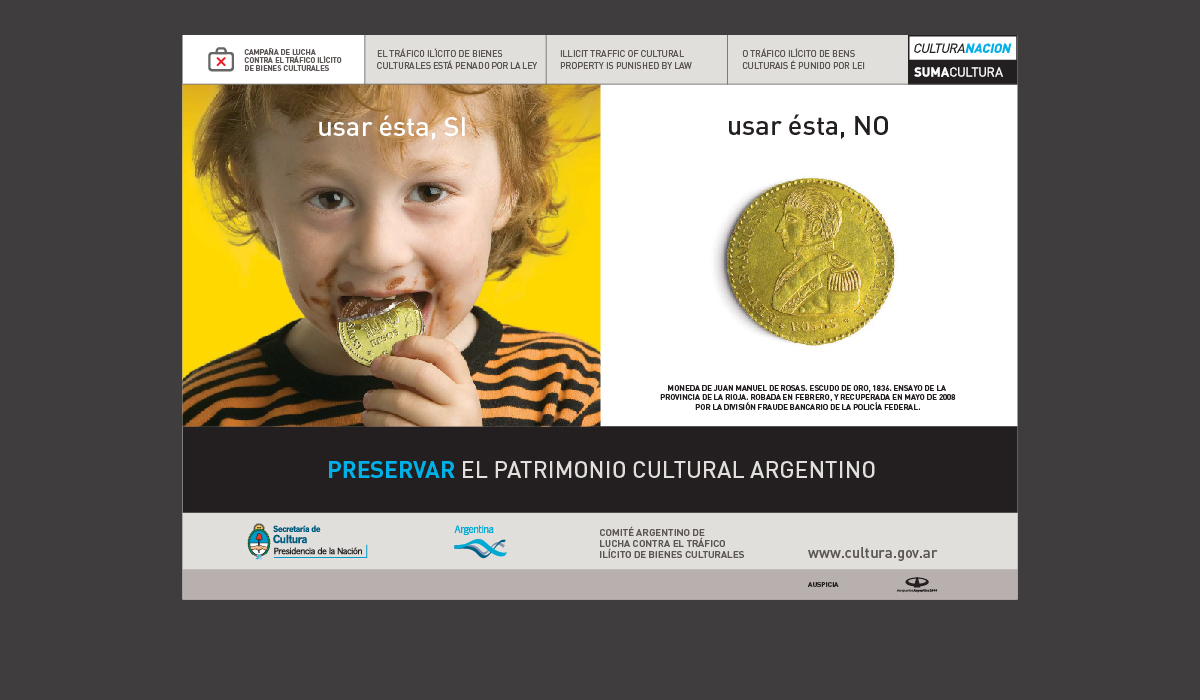 CAMPAÑA DE LUCHA
CONTRA EL TRÁFICO ILÍCITO
DE BIENES CULTURALES
EL TRÁFICO ILÍCITO DE BIENES
CULTURALES ESTÁ PENADO POR LA LEY
ILLICIT TRAFFIC OF CULTURAL
PROPERTY IS PUNISHED BY LAW
O TRÁFICO ILÍCITO DE BENS
CULTURAIS É PUNIDO POR LEI
CULTURANACION
SUMACULTURA
usar ésta, SI
usar ésta, NO
PESOS
ROSAS
MONEDA DE JUAN MANUEL DE ROSAS. ESCUDO DE ORO, 1836. ENSAYO DE LA
PROVINCIA DE LA RIOJA. ROBADA EN FEBRERO, Y RECUPERADA EN MAYO DE 2008
POR LA DIVISIÓN FRAUDE BANCARIO DE LA POLICÍA FEDERAL.
PRESERVAR EL PATRIMONIO CULTURAL ARGENTINO
Secretaría de
Cultura
Presidencia de la Nación
Argentina
COMITÉ ARGENTINO DE
LUCHA CONTRA EL TRÁFICO
ILÍCITO DE BIENES CULTURALES
www.cultura.gov.ar
AUSPICIA